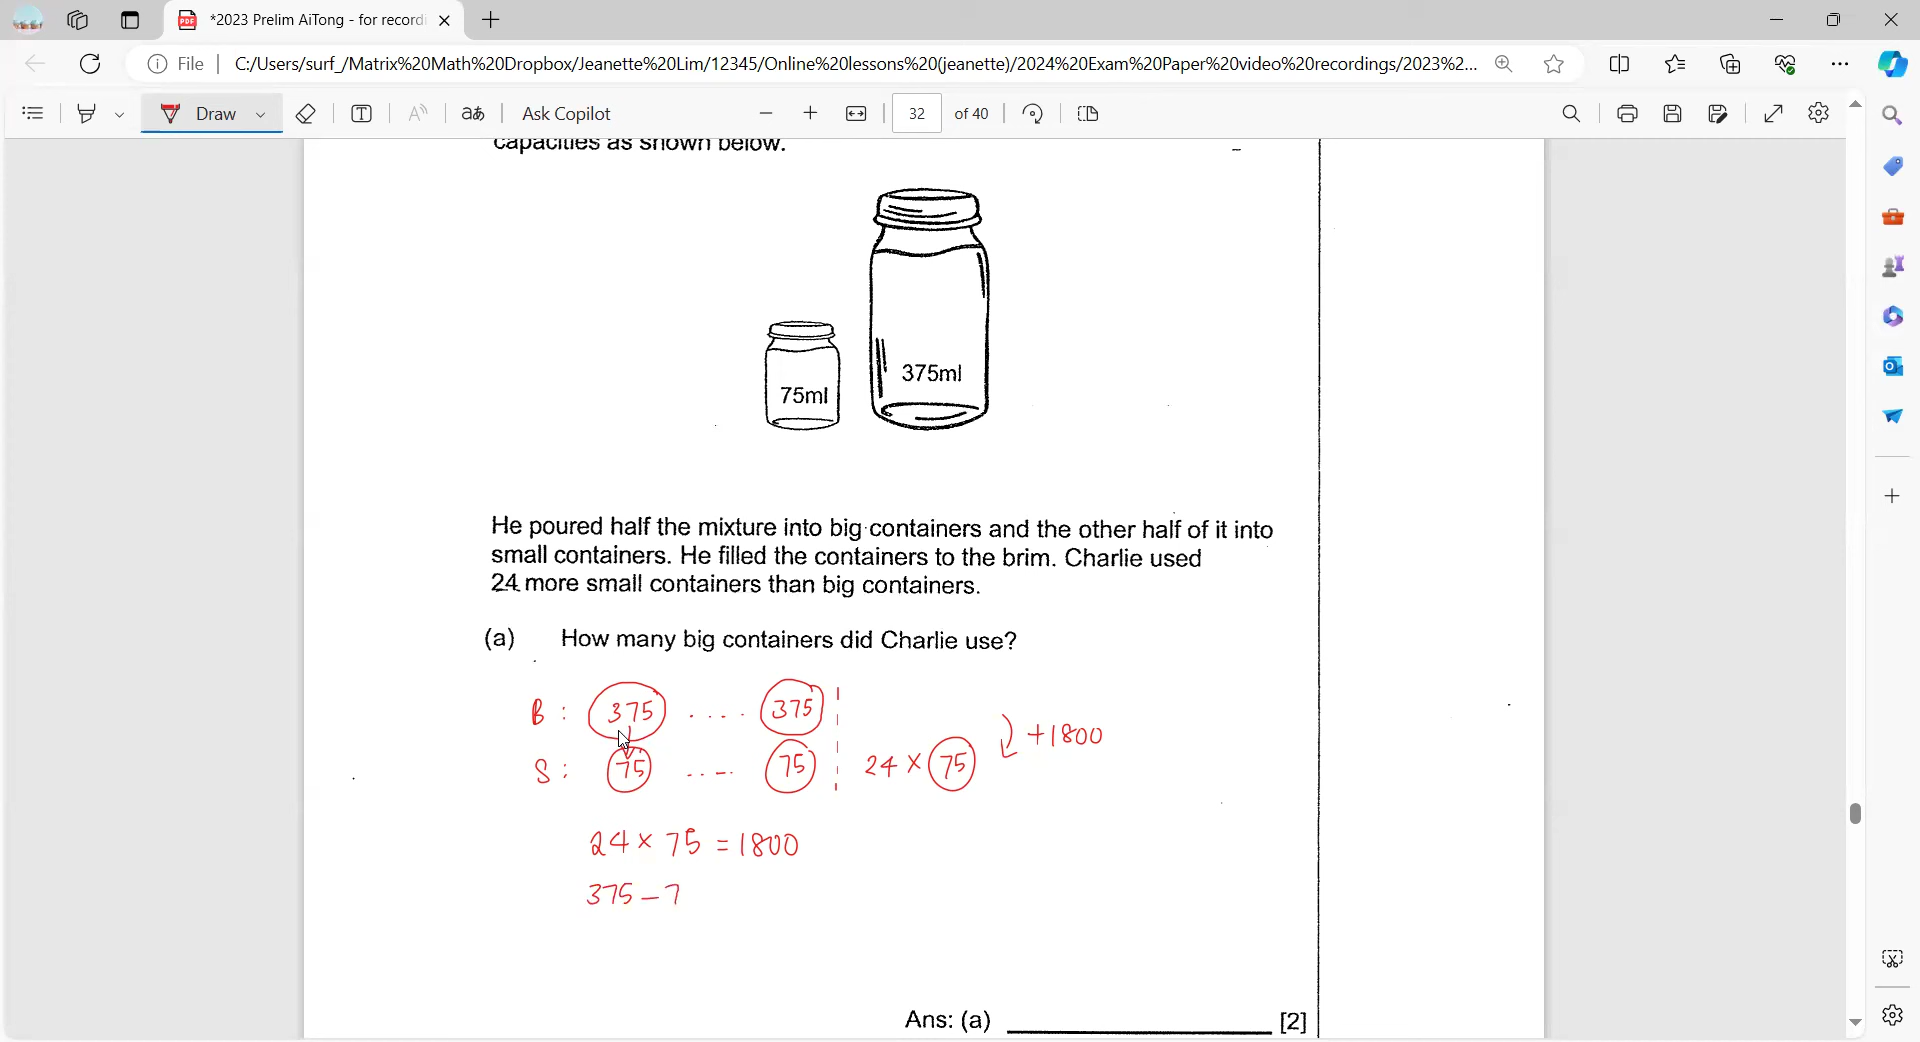 *2023 Prelim AiTong - for recordi
File
C:/Users/surf_/Matrix%20Math%20Dropbox/Jeanette%20Lim/12345/Online%20lessons%20(jeanette)/2024%20Exam%20Paper%20video%20recordings/2023%2...
Draw
aあ
Ask Copilot
32 of 40
capacities as shown below.
375ml
75ml
He poured half the mixture into big containers and the other half of it into
small containers. He filled the containers to the brim. Charlie used
24 more small containers than big containers.
(a) How many big containers did Charlie use?
B: 375 .... 375
+1800
S: 75 .... 75 24 × 75
24 × 75 = 1800
375 – 7
Ans: (a) ____________ [2]